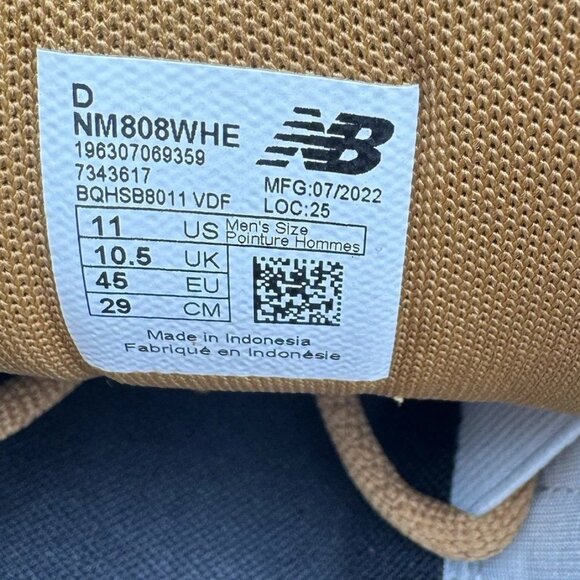 D
NM808WHE
196307069359
7343617
BQHSB8011 VDF
NB
MFG:07/2022
LOC:25
11 US Men's Size
Pointure Hommes
10.5 UK
45 EU
29 CM
Made in Indonesia
Fabriqué en Indonésie